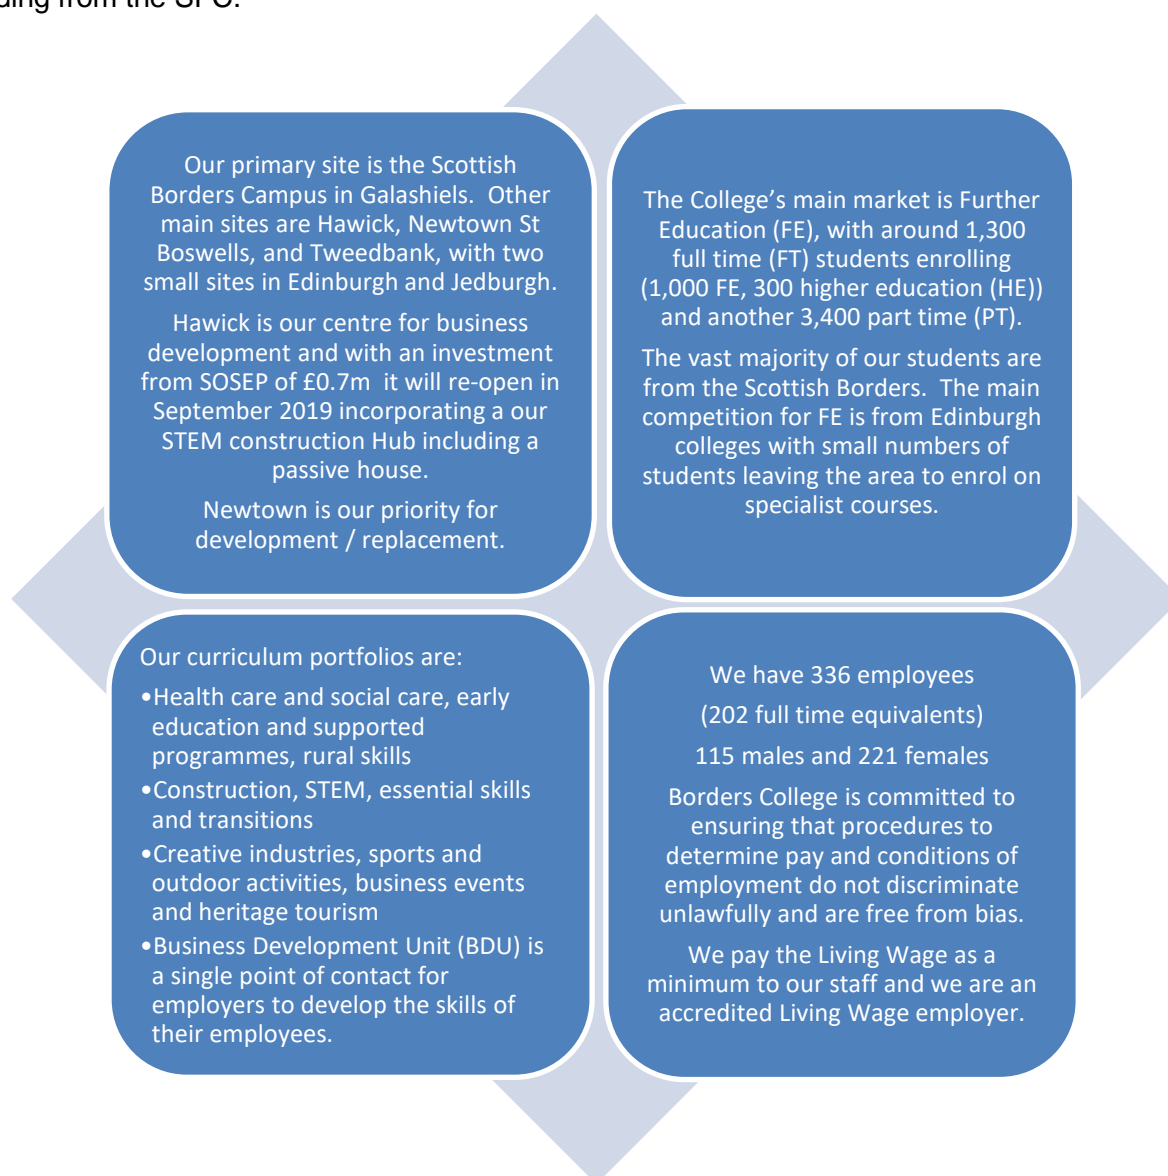 from the SFC.
Our primary site is the Scottish
Borders Campus in Galashiels. Other
main sites are Hawick, Newtown St
Boswells, and Tweedbank, with two
small sites in Edinburgh and Jedburgh.
Hawick is our centre for business
development and with an investment
from SOSEP of £0.7m it will re-open in
September 2019 incorporating a our
STEM construction Hub including a
passive house.
Newtown is our priority for
development / replacement.
The College’s main market is Further
Education (FE), with around 1,300
full time (FT) students enrolling
(1,000 FE, 300 higher education (HE))
and another 3,400 part time (PT).
The vast majority of our students are
from the Scottish Borders. The main
competition for FE is from Edinburgh
colleges with small numbers of
students leaving the area to enrol on
specialist courses.
Our curriculum portfolios are:
•Health care and social care, early
education and supported
programmes, rural skills
•Construction, STEM, essential skills
and transitions
•Creative industries, sports and
outdoor activities, business events
and heritage tourism
•Business Development Unit (BDU) is
a single point of contact for
employers to develop the skills of
their employees.
We have 336 employees
(202 full time equivalents)
115 males and 221 females
Borders College is committed to
ensuring that procedures to
determine pay and conditions of
employment do not discriminate
unlawfully and are free from bias.
We pay the Living Wage as a
minimum to our staff and we are an
accredited Living Wage employer.